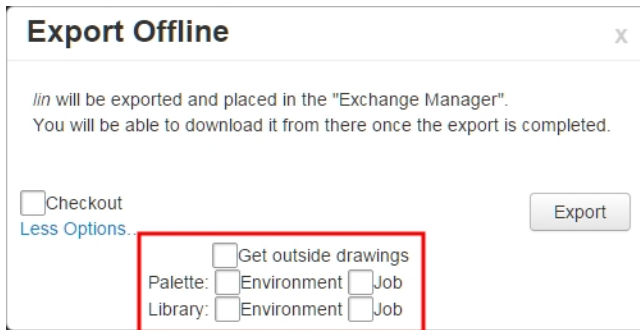 Export Offline
x
lin will be exported and placed in the "Exchange Manager".
You will be able to download it from there once the export is completed.
Checkout
Export
Less Options..
Get outside drawings
Palette: Environment Job
Library: Environment Job